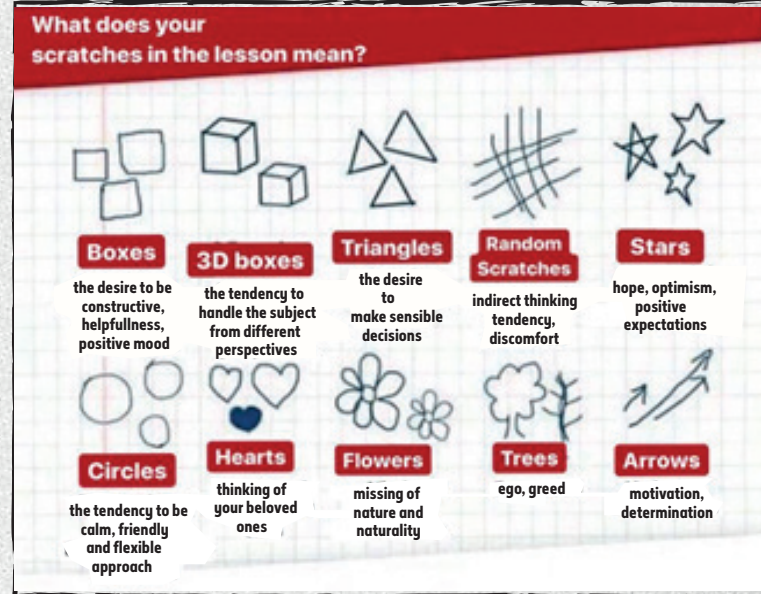 What does your
scratches in the lesson mean?
Boxes
the desire to be
constructive,
helpfullness,
positive mood
3D boxes
the tendency to
handle the subject
from different
perspectives
Triangles
the desire
to
make sensible
decisions
Random
Scratches
indirect thinking
tendency,
discomfort
Stars
hope, optimism,
positive
expectations
Circles
the tendency to be
calm, friendly
and flexible
approach
Hearts
thinking of
your beloved
ones
Flowers
missing of
nature and
naturality
Trees
ego, greed
Arrows
motivation,
determination